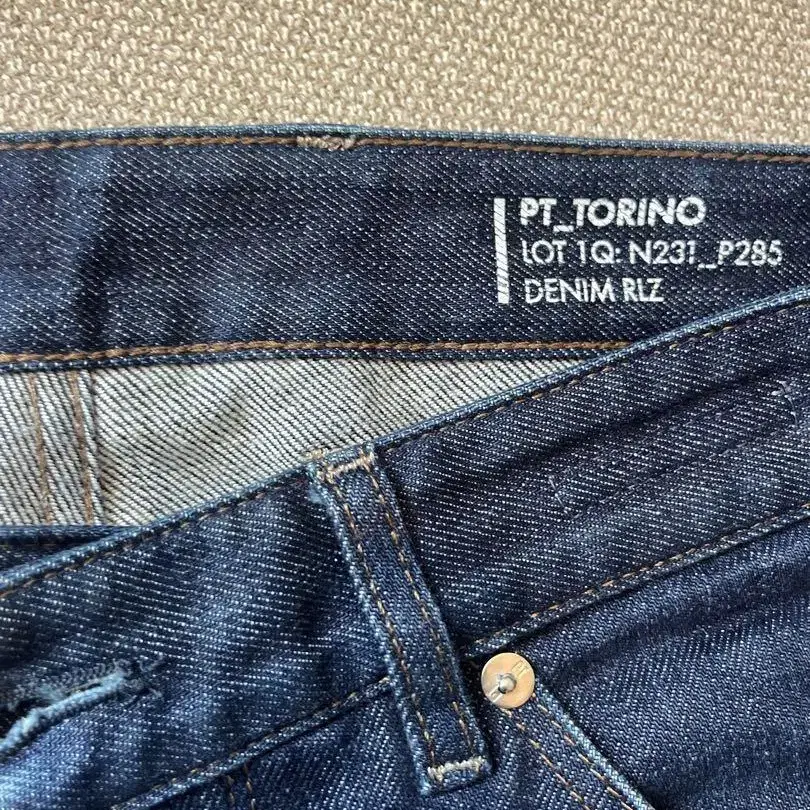 PT_TORINO
LOT 1Q: N231_P285
DENIM RLZ